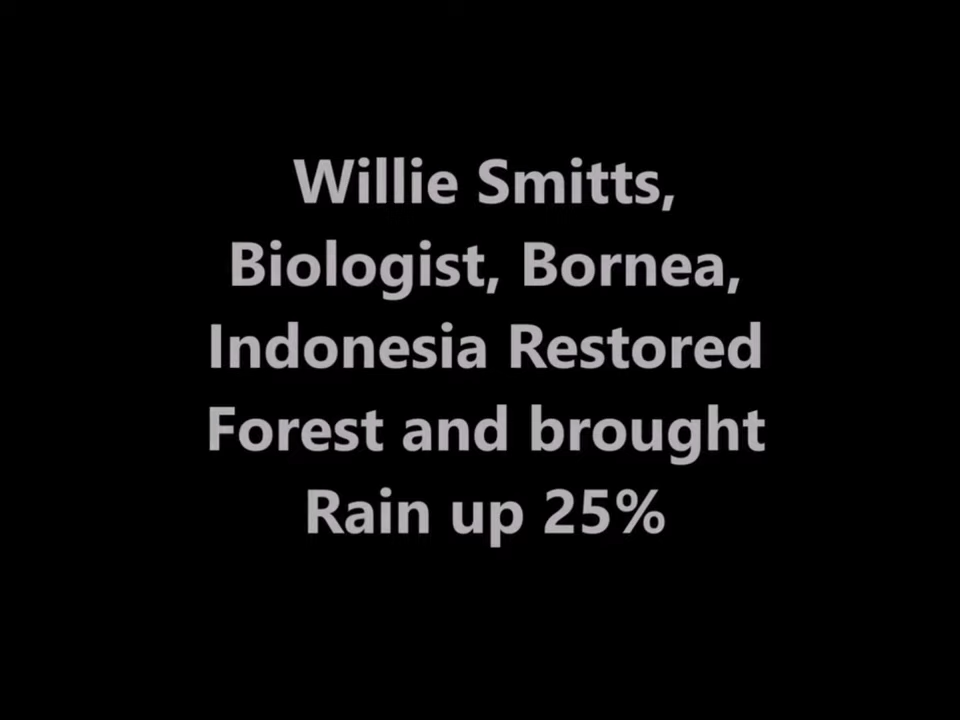 Willie Smitts,
Biologist, Bornea,
Indonesia Restored
Forest and brought
Rain up 25%